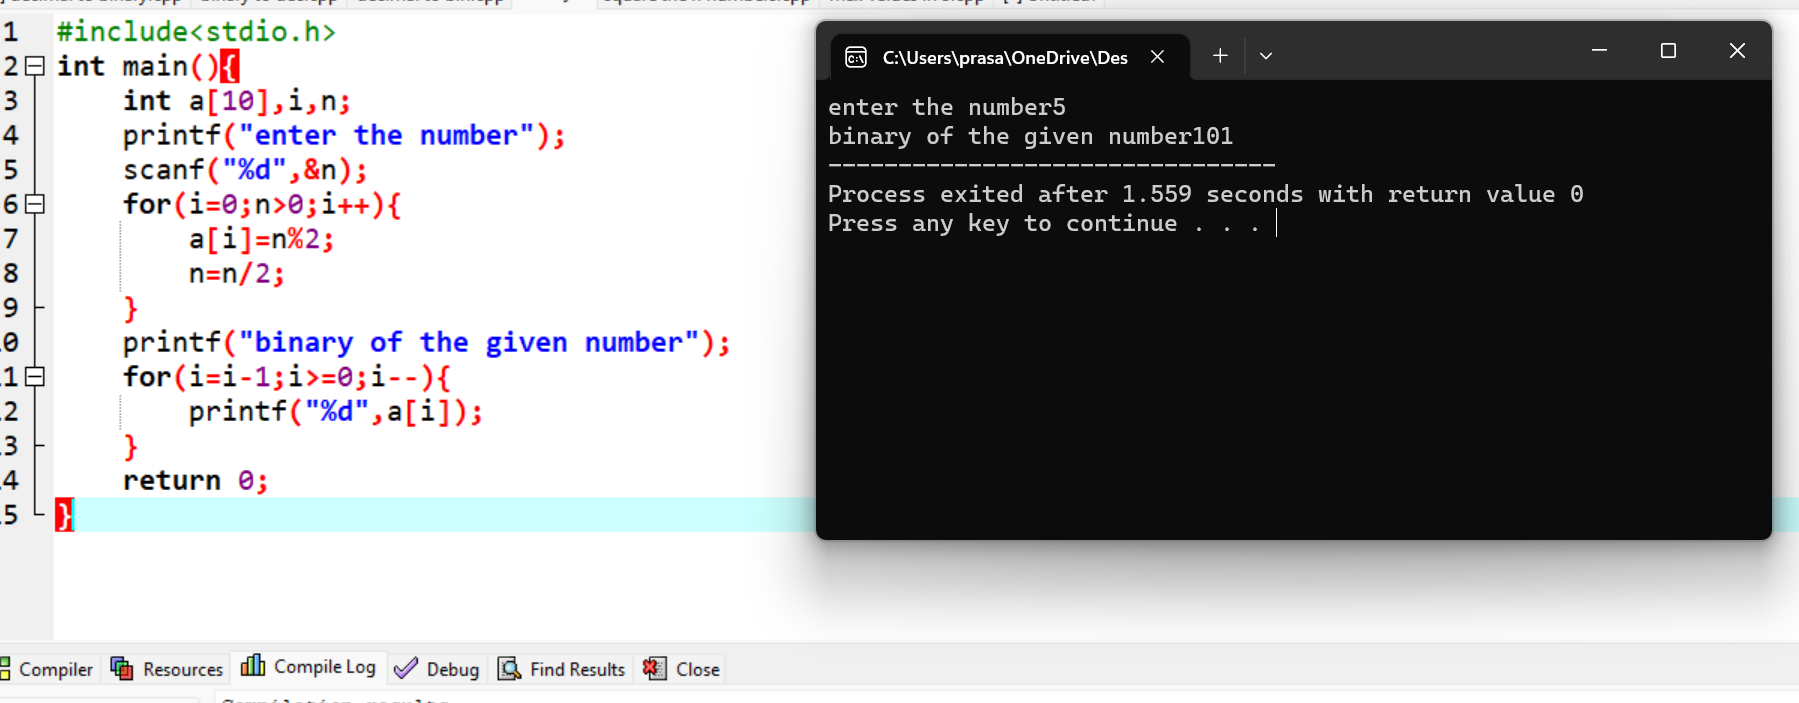 1 #include<stdio.h>
2 int main(){
3 int a[10],i,n;
4 printf("enter the number");
5 scanf("%d",&n);
6 for(i=0;n>0;i++){
7 a[i]=n%2;
8 n=n/2;
9 }
0 printf("binary of the given number");
1 for(i=i-1;i>=0;i--){
2 printf("%d",a[i]);
3 }
4 return 0;
5 }
C:\Users\prasa\OneDrive\Des
enter the number5
binary of the given number101
--------------------------------
Process exited after 1.559 seconds with return value 0
Press any key to continue . . .
Compiler Resources Compile Log Debug Find Results Close